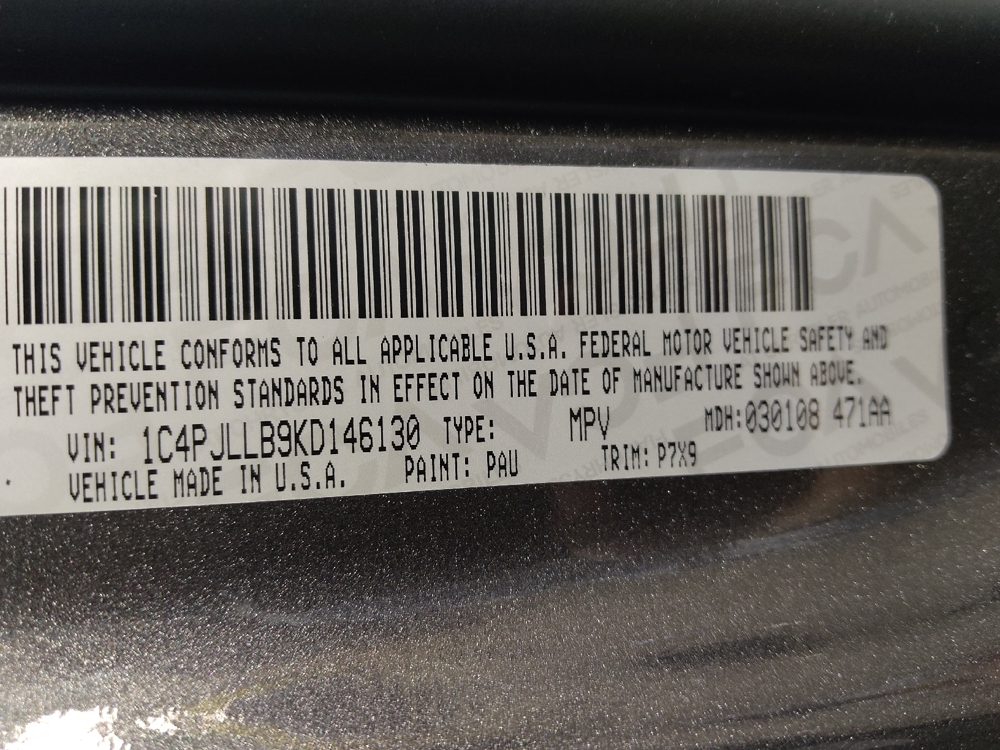 THIS VEHICLE CONFORMS TO ALL APPLICABLE U.S.A. FEDERAL MOTOR VEHICLE SAFETY AND
THEFT PREVENTION STANDARDS IN EFFECT ON THE DATE OF MANUFACTURE SHOWN ABOVE.
VIN: 1C4PJLLB9KD146130 TYPE: MPV MDH:030108 471AA
VEHICLE MADE IN U.S.A. PAINT: PAU TRIM: P7X9